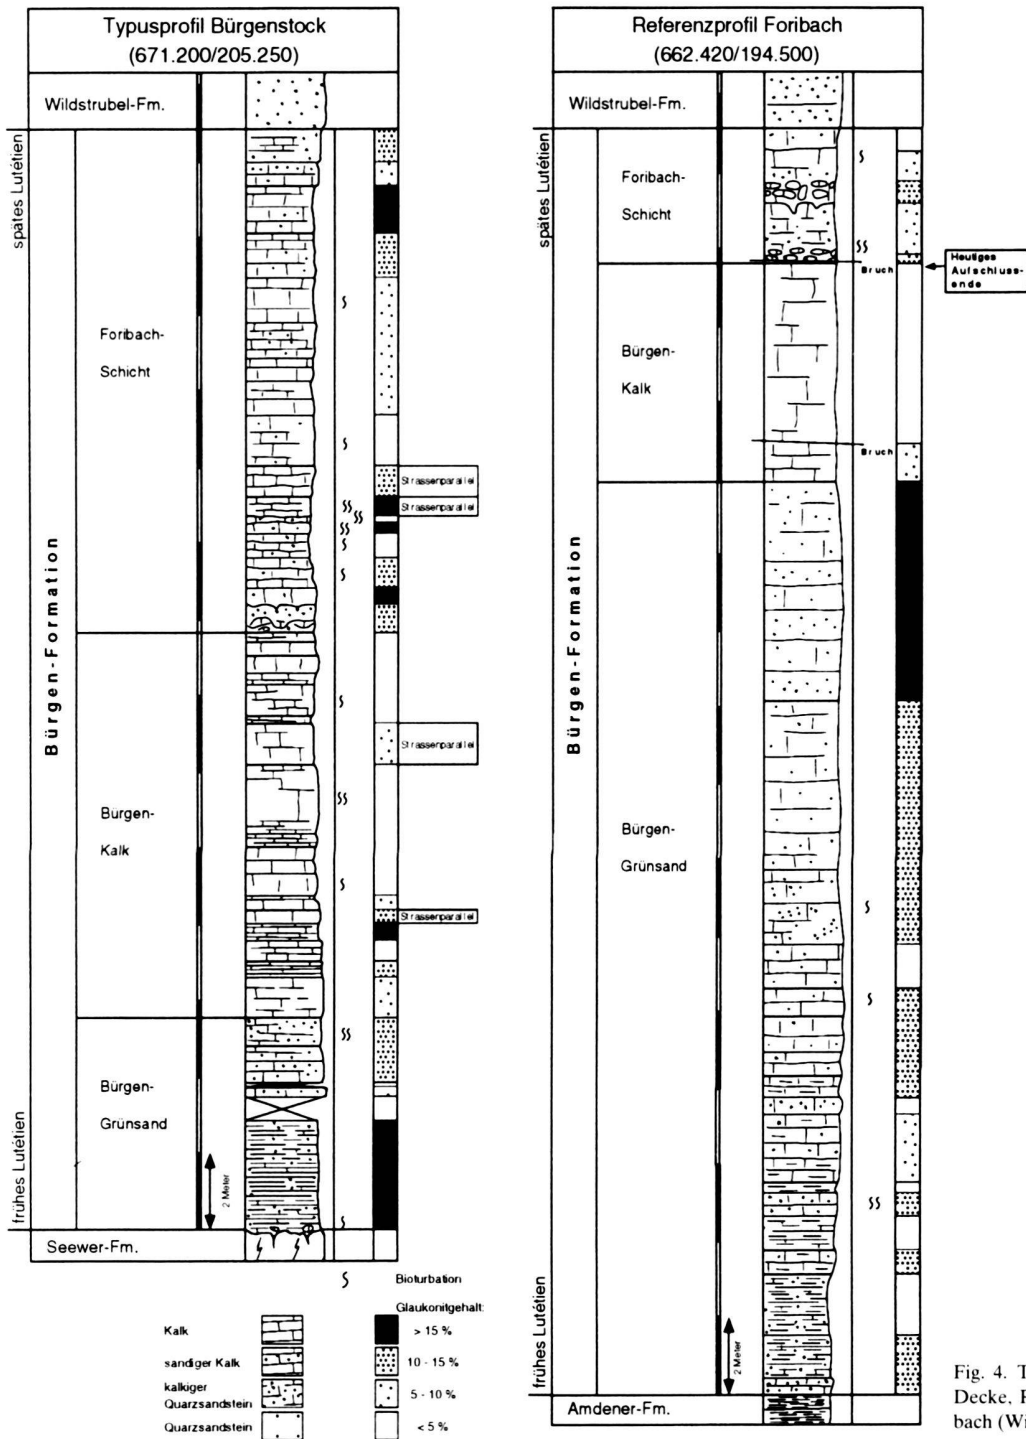 Typusprofil Bürgenstock
(671.200/205.250)
Wildstrubel-Fm.
spätes Lutétien
Foribach-
Schicht
Strassenparallel
Strassenparallel
Bürgen-Formation
Bürgen-
Kalk
Strassenparallel
Strassenparallel
Bürgen-
Grünsand
frühes Lutétien
2 Meter
Seewer-Fm.
Bioturbation
Glaukonitgehalt:
Kalk
> 15 %
sandiger Kalk
10 - 15 %
kalkiger
Quarzsandstein
5 - 10 %
Quarzsandstein
< 5 %
Referenzprofil Foribach
(662.420/194.500)
Wildstrubel-Fm.
spätes Lutétien
Foribach-
Schicht
Bruch
Heutiges
Aufschluss-
ende
Bürgen-
Kalk
Bruch
Bürgen-Formation
Bürgen-
Grünsand
frühes Lutétien
2 Meter
Amdener-Fm.
Fig. 4. T
Decke, 
bach (Wi